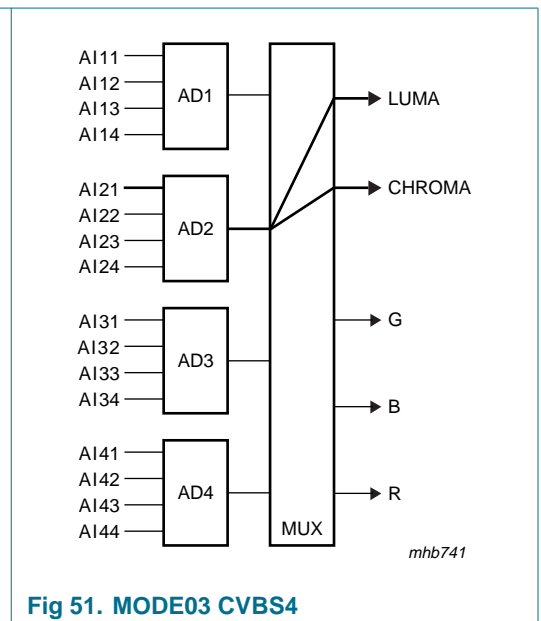 AI11
AI12
AI13
AI14
AD1
LUMA
AI21
AI22
AI23
AI24
AD2
CHROMA
AI31
AI32
AI33
AI34
AD3
G
B
AI41
AI42
AI43
AI44
AD4
R
MUX
mhb741
Fig 51. MODE03 CVBS4